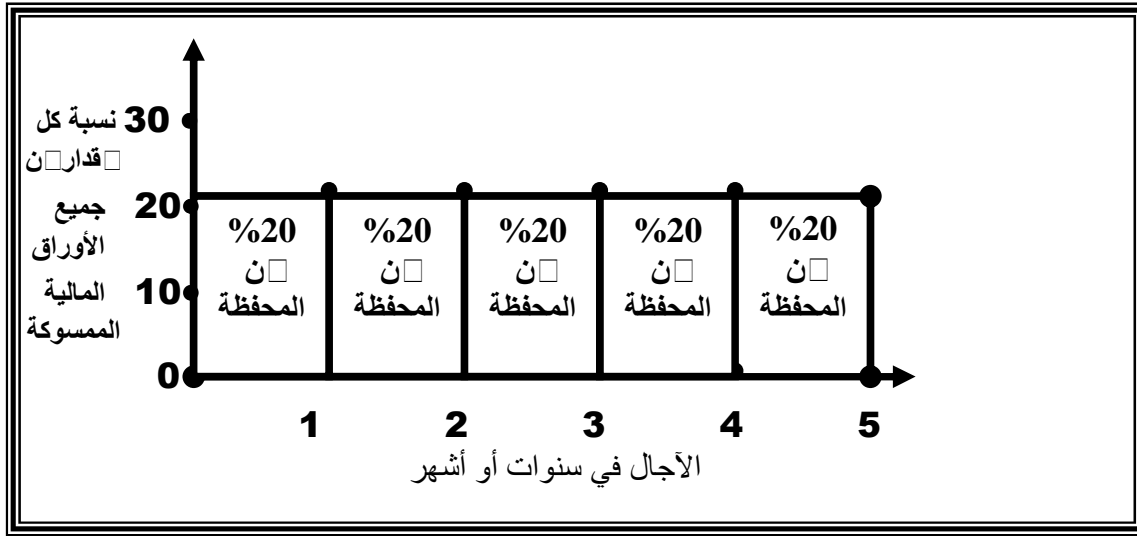 نسبة كل
□قدار□ن
جميع
الأوراق
المالية
الممسوكة
30
20
10
0
%20
□ن
المحفظة
%20
□ن
المحفظة
%20
□ن
المحفظة
%20
□ن
المحفظة
%20
□ن
المحفظة
1 2 3 4 5
الآجال في سنوات أو أشهر